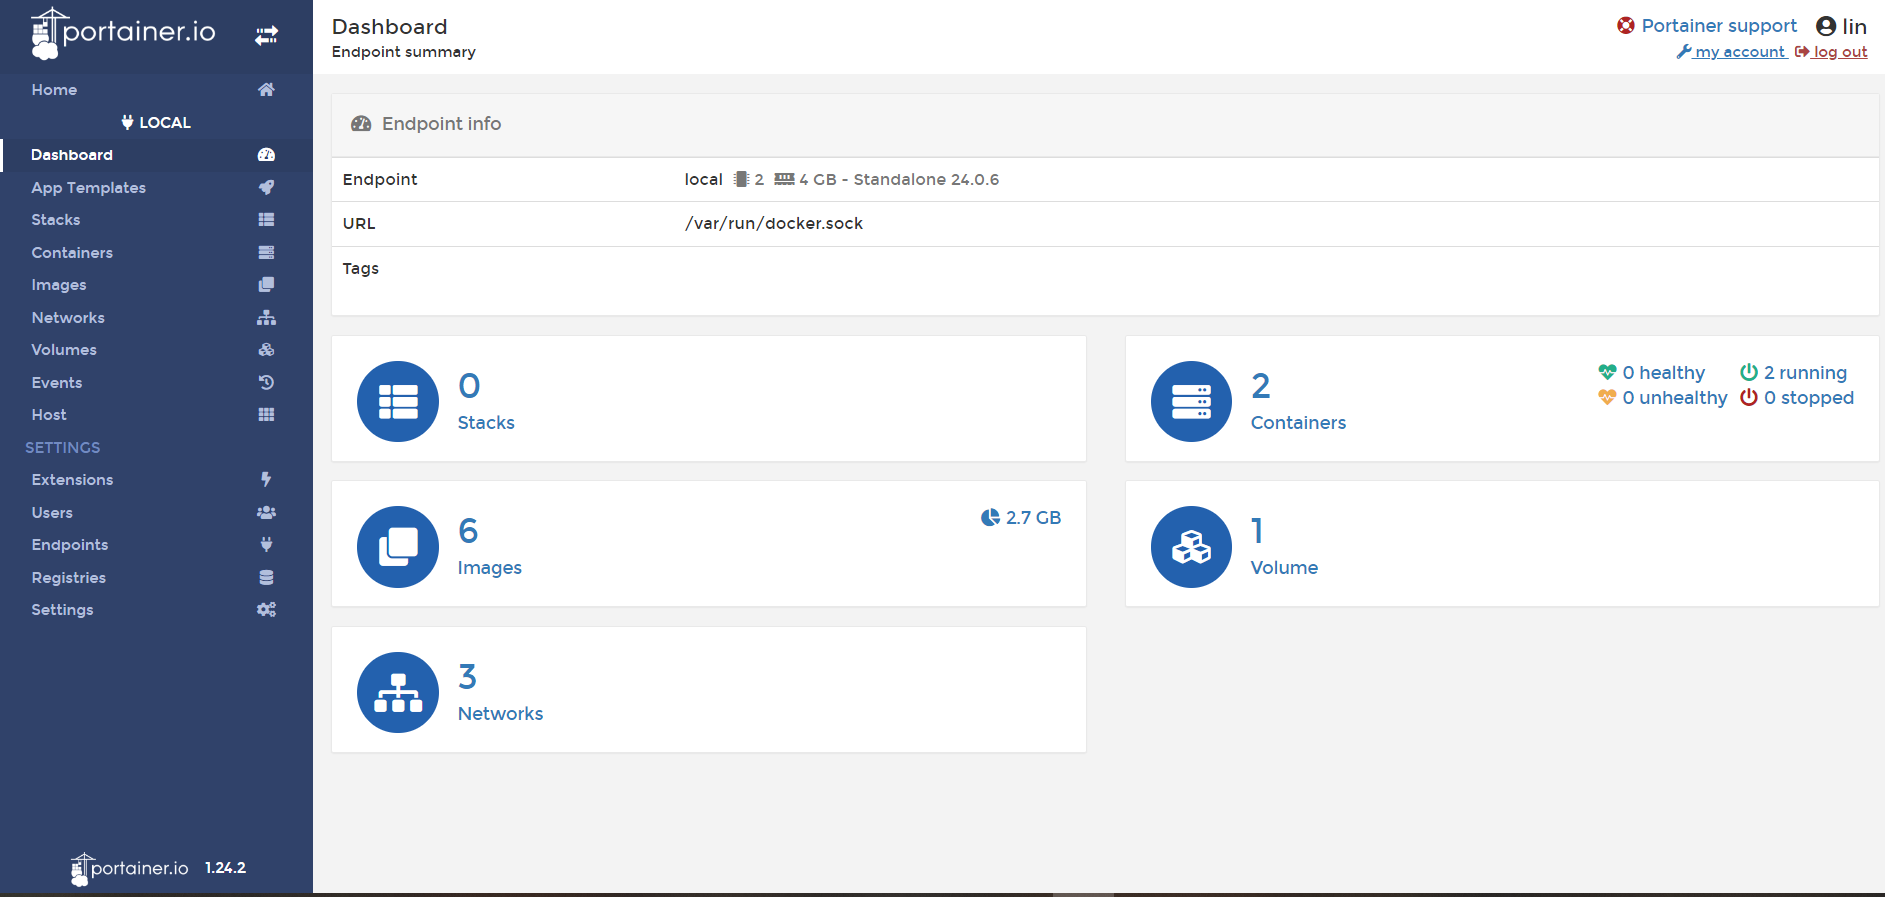 portainer.io
Home
LOCAL
Dashboard
App Templates
Stacks
Containers
Images
Networks
Volumes
Events
Host
SETTINGS
Extensions
Users
Endpoints
Registries
Settings
portainer.io 1.24.2
Dashboard
Endpoint summary
Portainer support lin
my account log out
Endpoint info
Endpoint local 2 4 GB - Standalone 24.0.6
URL /var/run/docker.sock
Tags
0
Stacks
2
Containers
0 healthy 2 running
0 unhealthy 0 stopped
6
Images
2.7 GB
1
Volume
3
Networks